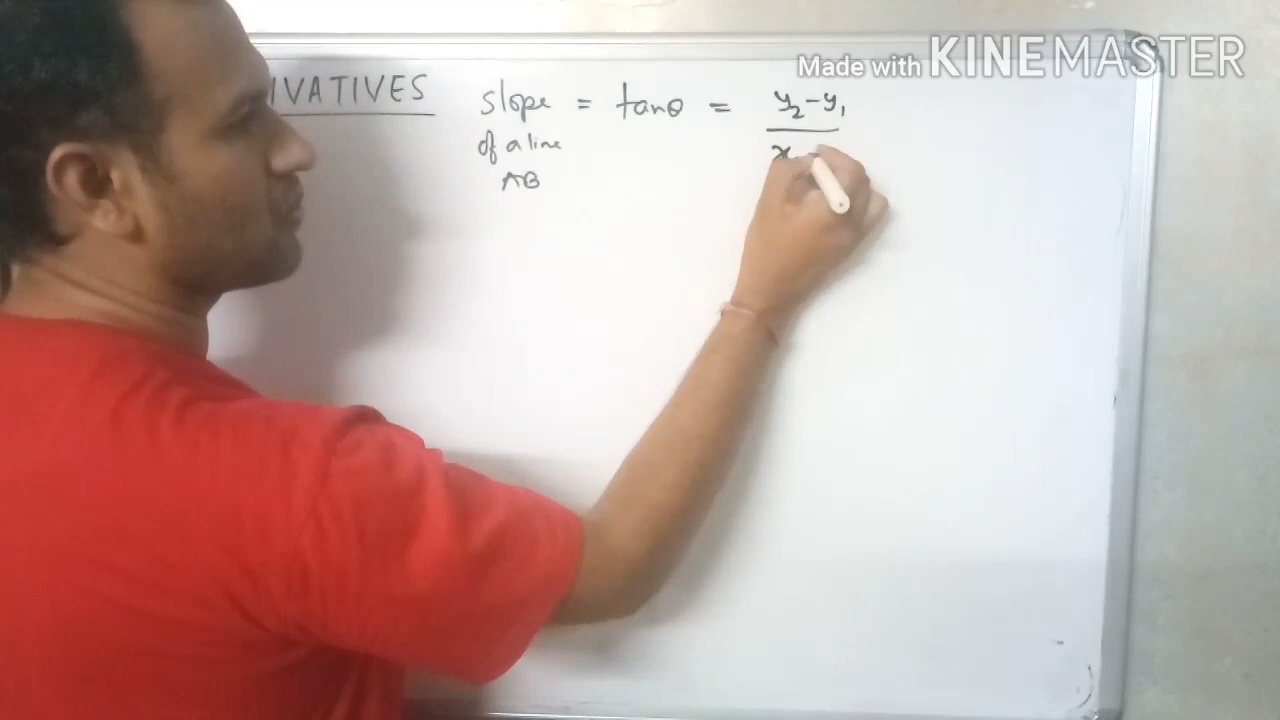 Made with KINEMASTER
IVATIVES
slope = tanθ = y₂-y₁
x
of a line
AB